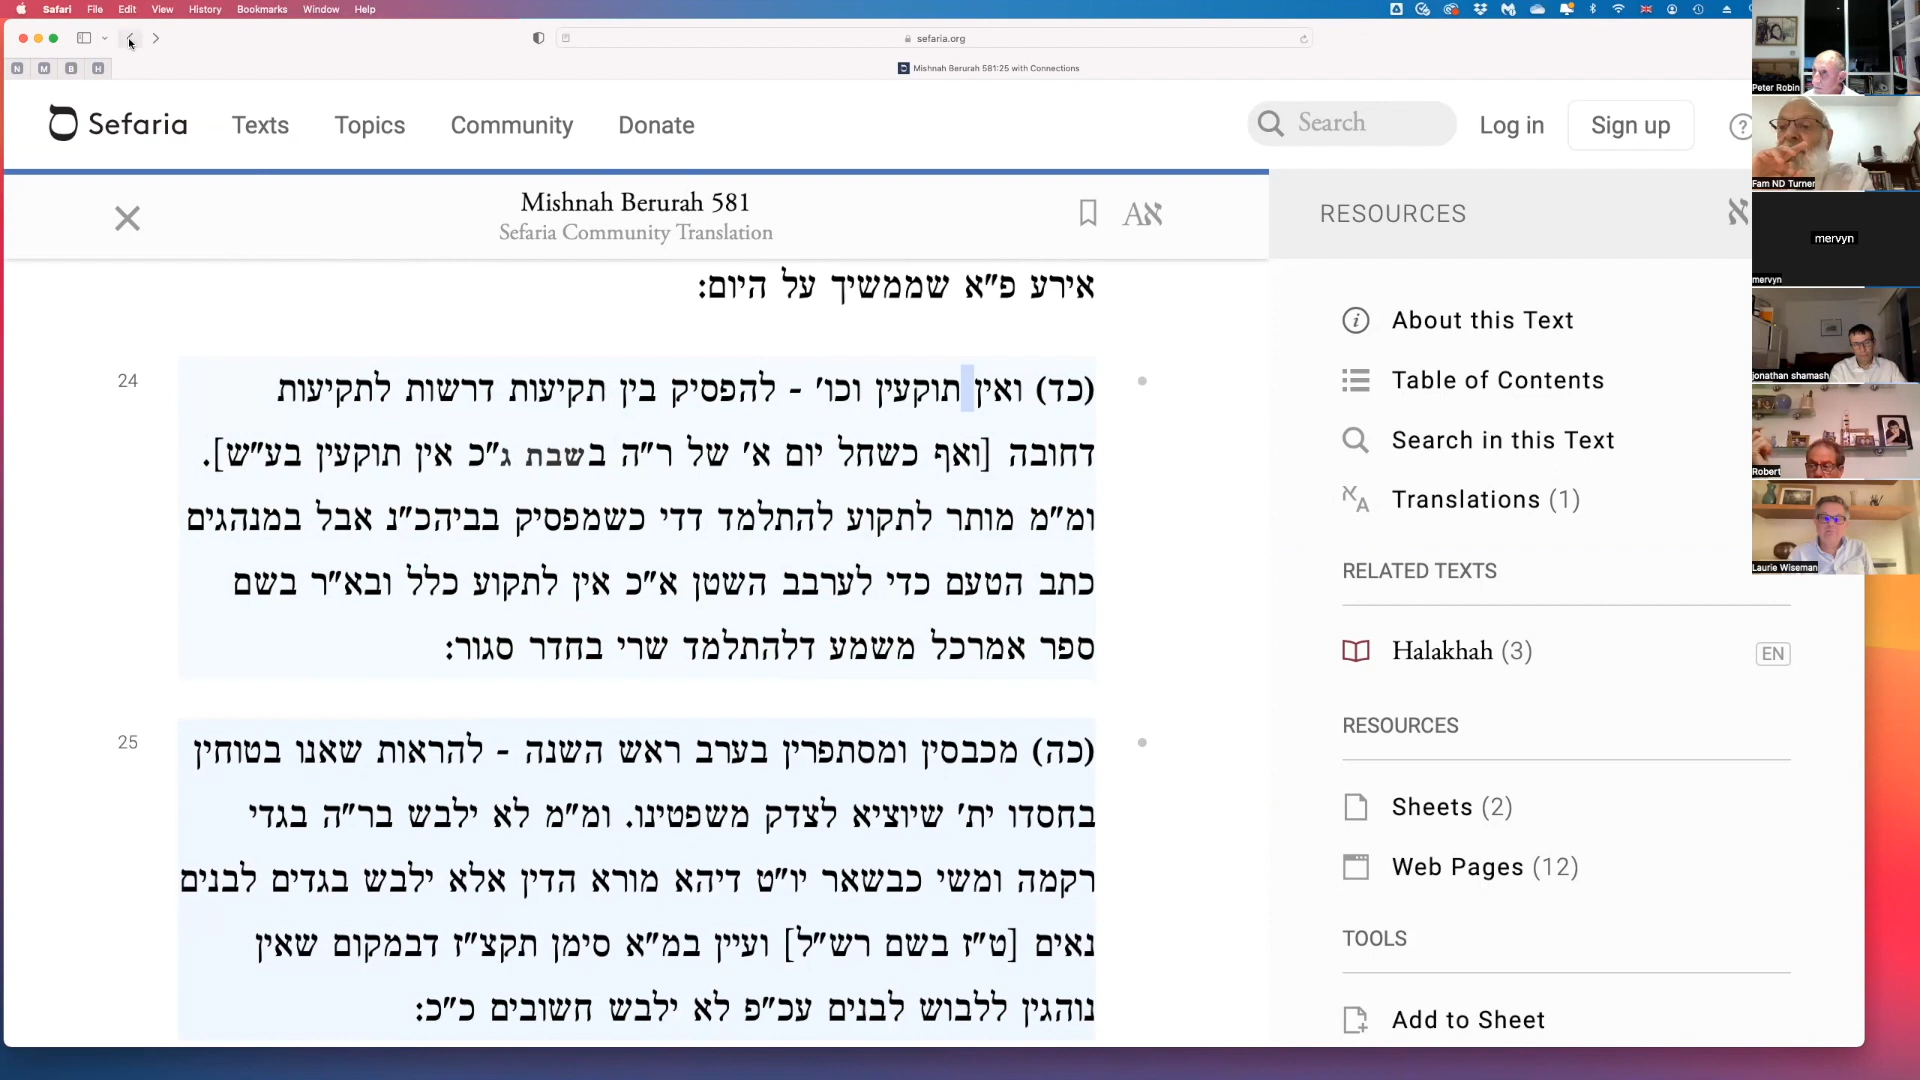 Safari File Edit View History Bookmarks Window Help
sefaria.org
N M B H
Mishnah Berurah 581:25 with Connections
Sefaria Texts Topics Community Donate Search Log in Sign up
Mishnah Berurah 581
Sefaria Community Translation
Aא
RESOURCES
א
אירע פ"א שממשיך על היום:
24
(כד) ואין תוקעין וכו' - להפסיק בין תקיעות דרשות לתקיעות
דחובה [ואף כשחל יום א' של ר"ה בשבת ג"כ אין תוקעין בע"ש].
ומ"מ מותר לתקוע להתלמד דדי כשמפסיק בביהכ"נ אבל במנהגים
כתב הטעם כדי לערבב השטן א"כ אין לתקוע כלל ובא"ר בשם
ספר אמרכל משמע דלהתלמד שרי בחדר סגור:
25
(כה) מכבסין ומסתפרין בערב ראש השנה - להראות שאנו בטוחין
בחסדו ית' שיוציא לצדק משפטינו. ומ"מ לא ילבש בר"ה בגדי
רקמה ומשי כבשאר יו"ט דיהא מורא הדין אלא ילבש בגדים לבנים
נאים [ט"ז בשם רש"ל] ועיין במ"א סימן תקצ"ז דבמקום שאין
נוהגין ללבוש לבנים עכ"פ לא ילבש חשובים כ"כ:
About this Text
Table of Contents
Search in this Text
Translations (1)
RELATED TEXTS
Halakhah (3) EN
RESOURCES
Sheets (2)
Web Pages (12)
TOOLS
Add to Sheet
Peter Robin
Fam ND Turner
mervyn
mervyn
jonathan shamash
Robert
Laurie Wiseman